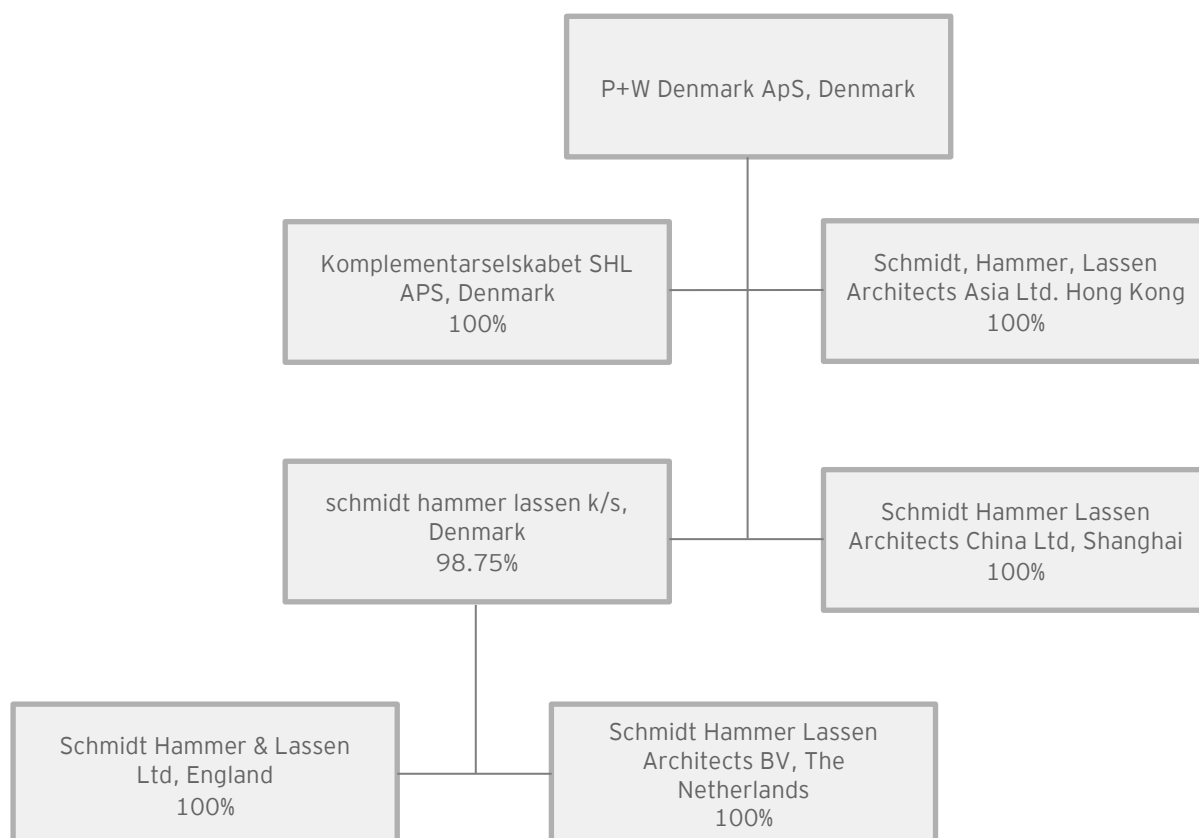 P+W Denmark ApS, Denmark
Komplementarselskabet SHL
APS, Denmark
100%
Schmidt, Hammer, Lassen
Architects Asia Ltd. Hong Kong
100%
schmidt hammer lassen k/s,
Denmark
98.75%
Schmidt Hammer Lassen
Architects China Ltd, Shanghai
100%
Schmidt Hammer & Lassen
Ltd, England
100%
Schmidt Hammer Lassen
Architects BV, The
Netherlands
100%